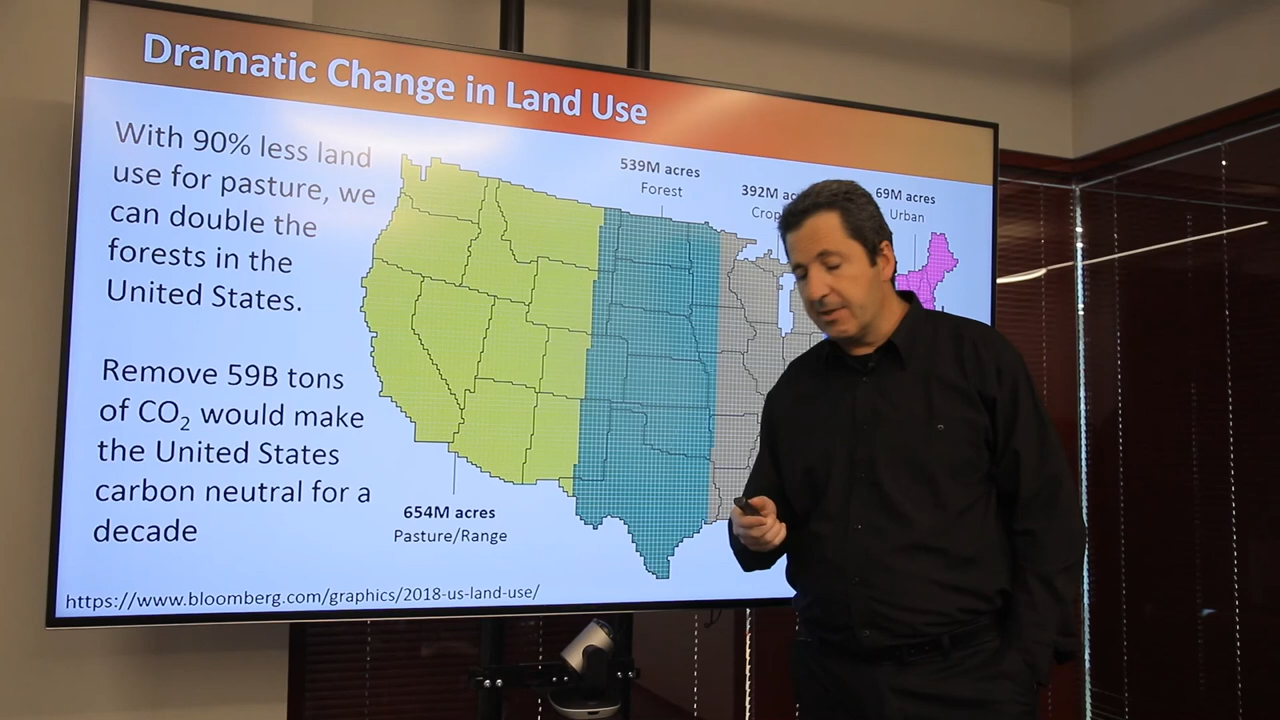 Dramatic Change in Land Use
With 90% less land
use for pasture, we
can double the
forests in the
United States.
Remove 59B tons
of CO₂ would make
the United States
carbon neutral for a
decade
539M acres
Forest
392M
69M acres
Urban
654M acres
Pasture/Range
https://www.bloomberg.com/graphics/2018-us-land-use/